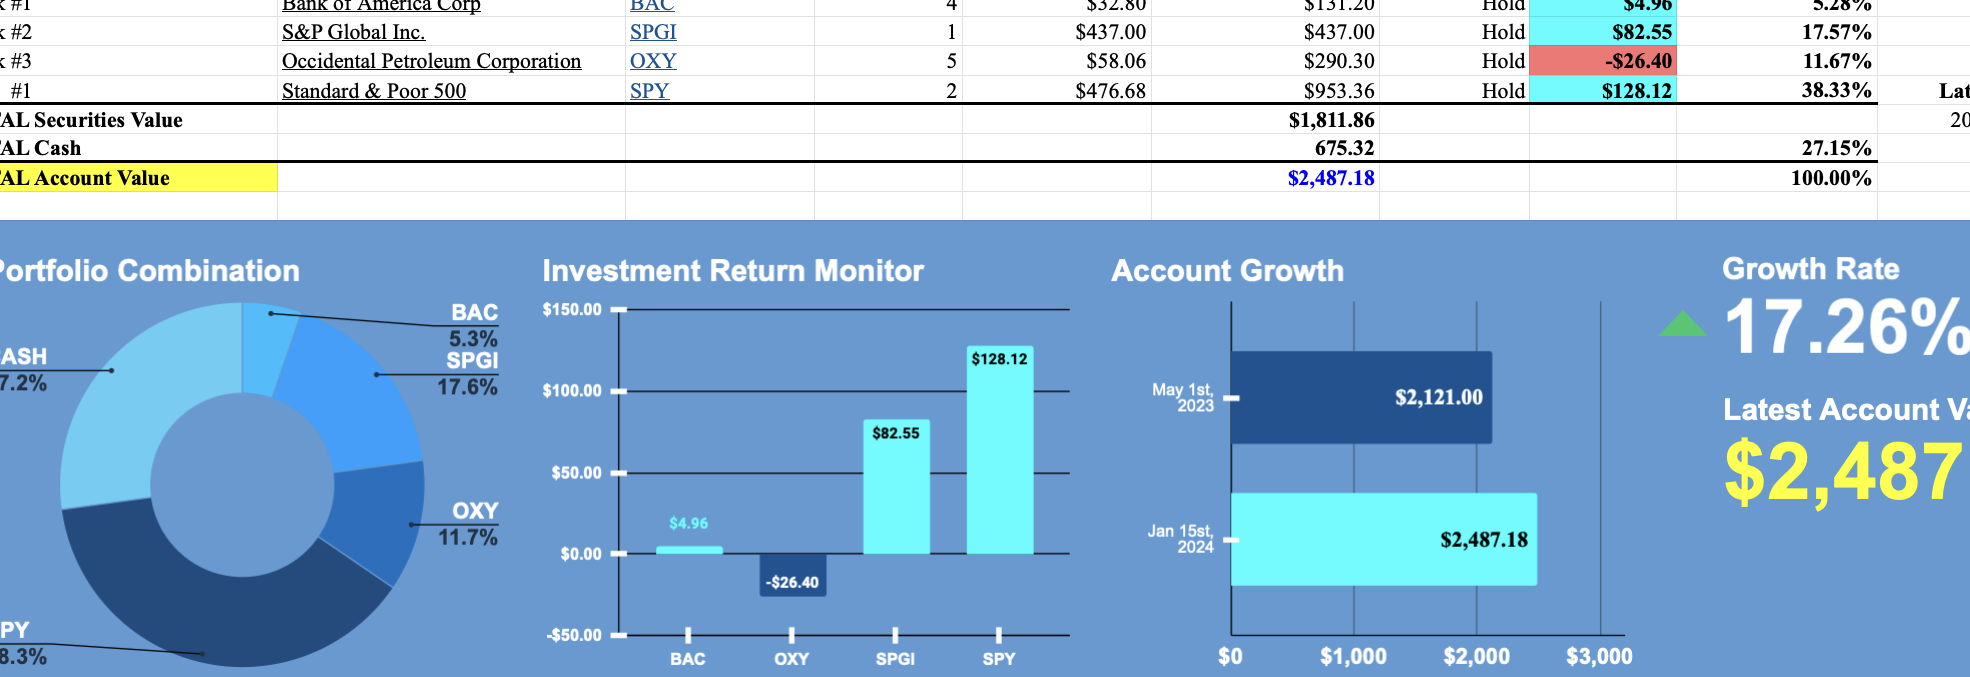 #1 Bank of America Corp BAC 4 $32.80 $131.20 Hold $4.96 5.28%
#2 S&P Global Inc. SPGI 1 $437.00 $437.00 Hold $82.55 17.57%
#3 Occidental Petroleum Corporation OXY 5 $58.06 $290.30 Hold -$26.40 11.67%
#1 Standard & Poor 500 SPY 2 $476.68 $953.36 Hold $128.12 38.33% Lat
AL Securities Value $1,811.86 20
AL Cash 675.32 27.15%
AL Account Value $2,487.18 100.00%
Portfolio Combination
BAC
5.3%
SPGI
17.6%
OXY
11.7%
ASH
7.2%
PY
8.3%
Investment Return Monitor
$150.00
$100.00
$50.00
$0.00
-$50.00
$4.96
-$26.40
$82.55
$128.12
BAC OXY SPGI SPY
Account Growth
May 1st,
2023
$2,121.00
Jan 15st,
2024
$2,487.18
$0 $1,000 $2,000 $3,000
Growth Rate
17.26%
Latest Account Va
$2,487